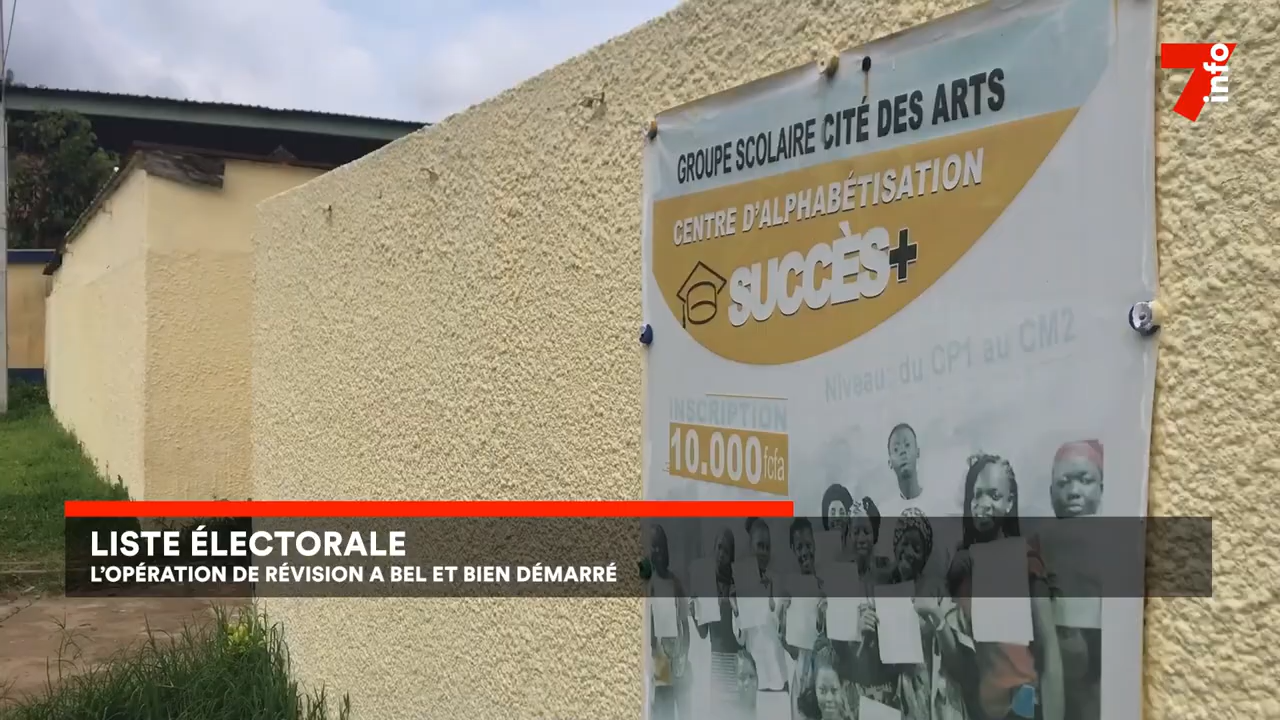 7info
GROUPE SCOLAIRE CITÉ DES ARTS
CENTRE D'ALPHABÉTISATION
SUCCÈS+
Niveau: du CP1 au CM2
INSCRIPTION
10.000 fcfa
LISTE ÉLECTORALE
L'OPÉRATION DE RÉVISION A BEL ET BIEN DÉMARRÉ